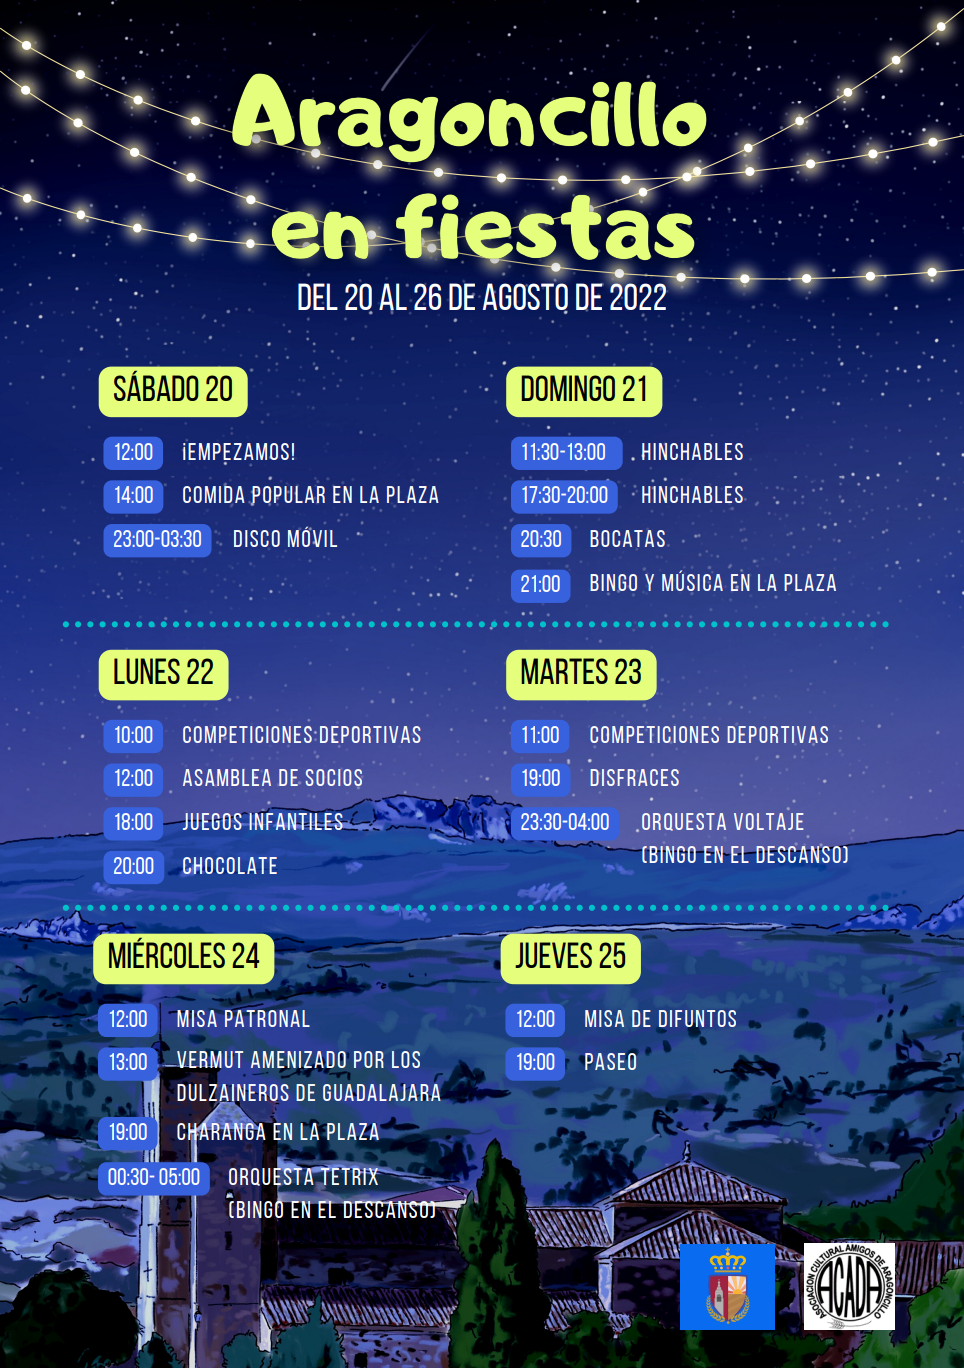 Aragoncillo
en fiestas
DEL 20 AL 26 DE AGOSTO DE 2022
SÁBADO 20
12:00 ¡EMPEZAMOS!
14:00 COMIDA POPULAR EN LA PLAZA
23:00-03:30 DISCO MÓVIL
DOMINGO 21
11:30-13:00 HINCHABLES
17:30-20:00 HINCHABLES
20:30 BOCATAS
21:00 BINGO Y MÚSICA EN LA PLAZA
LUNES 22
10:00 COMPETICIONES DEPORTIVAS
12:00 ASAMBLEA DE SOCIOS
18:00 JUEGOS INFANTILES
20:00 CHOCOLATE
MARTES 23
11:00 COMPETICIONES DEPORTIVAS
19:00 DISFRACES
23:30-04:00 ORQUESTA VOLTAJE
(BINGO EN EL DESCANSO)
MIÉRCOLES 24
12:00 MISA PATRONAL
13:00 VERMUT AMENIZADO POR LOS
DULZAINEROS DE GUADALAJARA
19:00 CHARANGA EN LA PLAZA
00:30- 05:00 ORQUESTA TETRIX
(BINGO EN EL DESCANSO)
JUEVES 25
12:00 MISA DE DIFUNTOS
19:00 PASEO
ASOCIACION CULTURAL AMIGOS DE ARAGONCILLO
ACADA